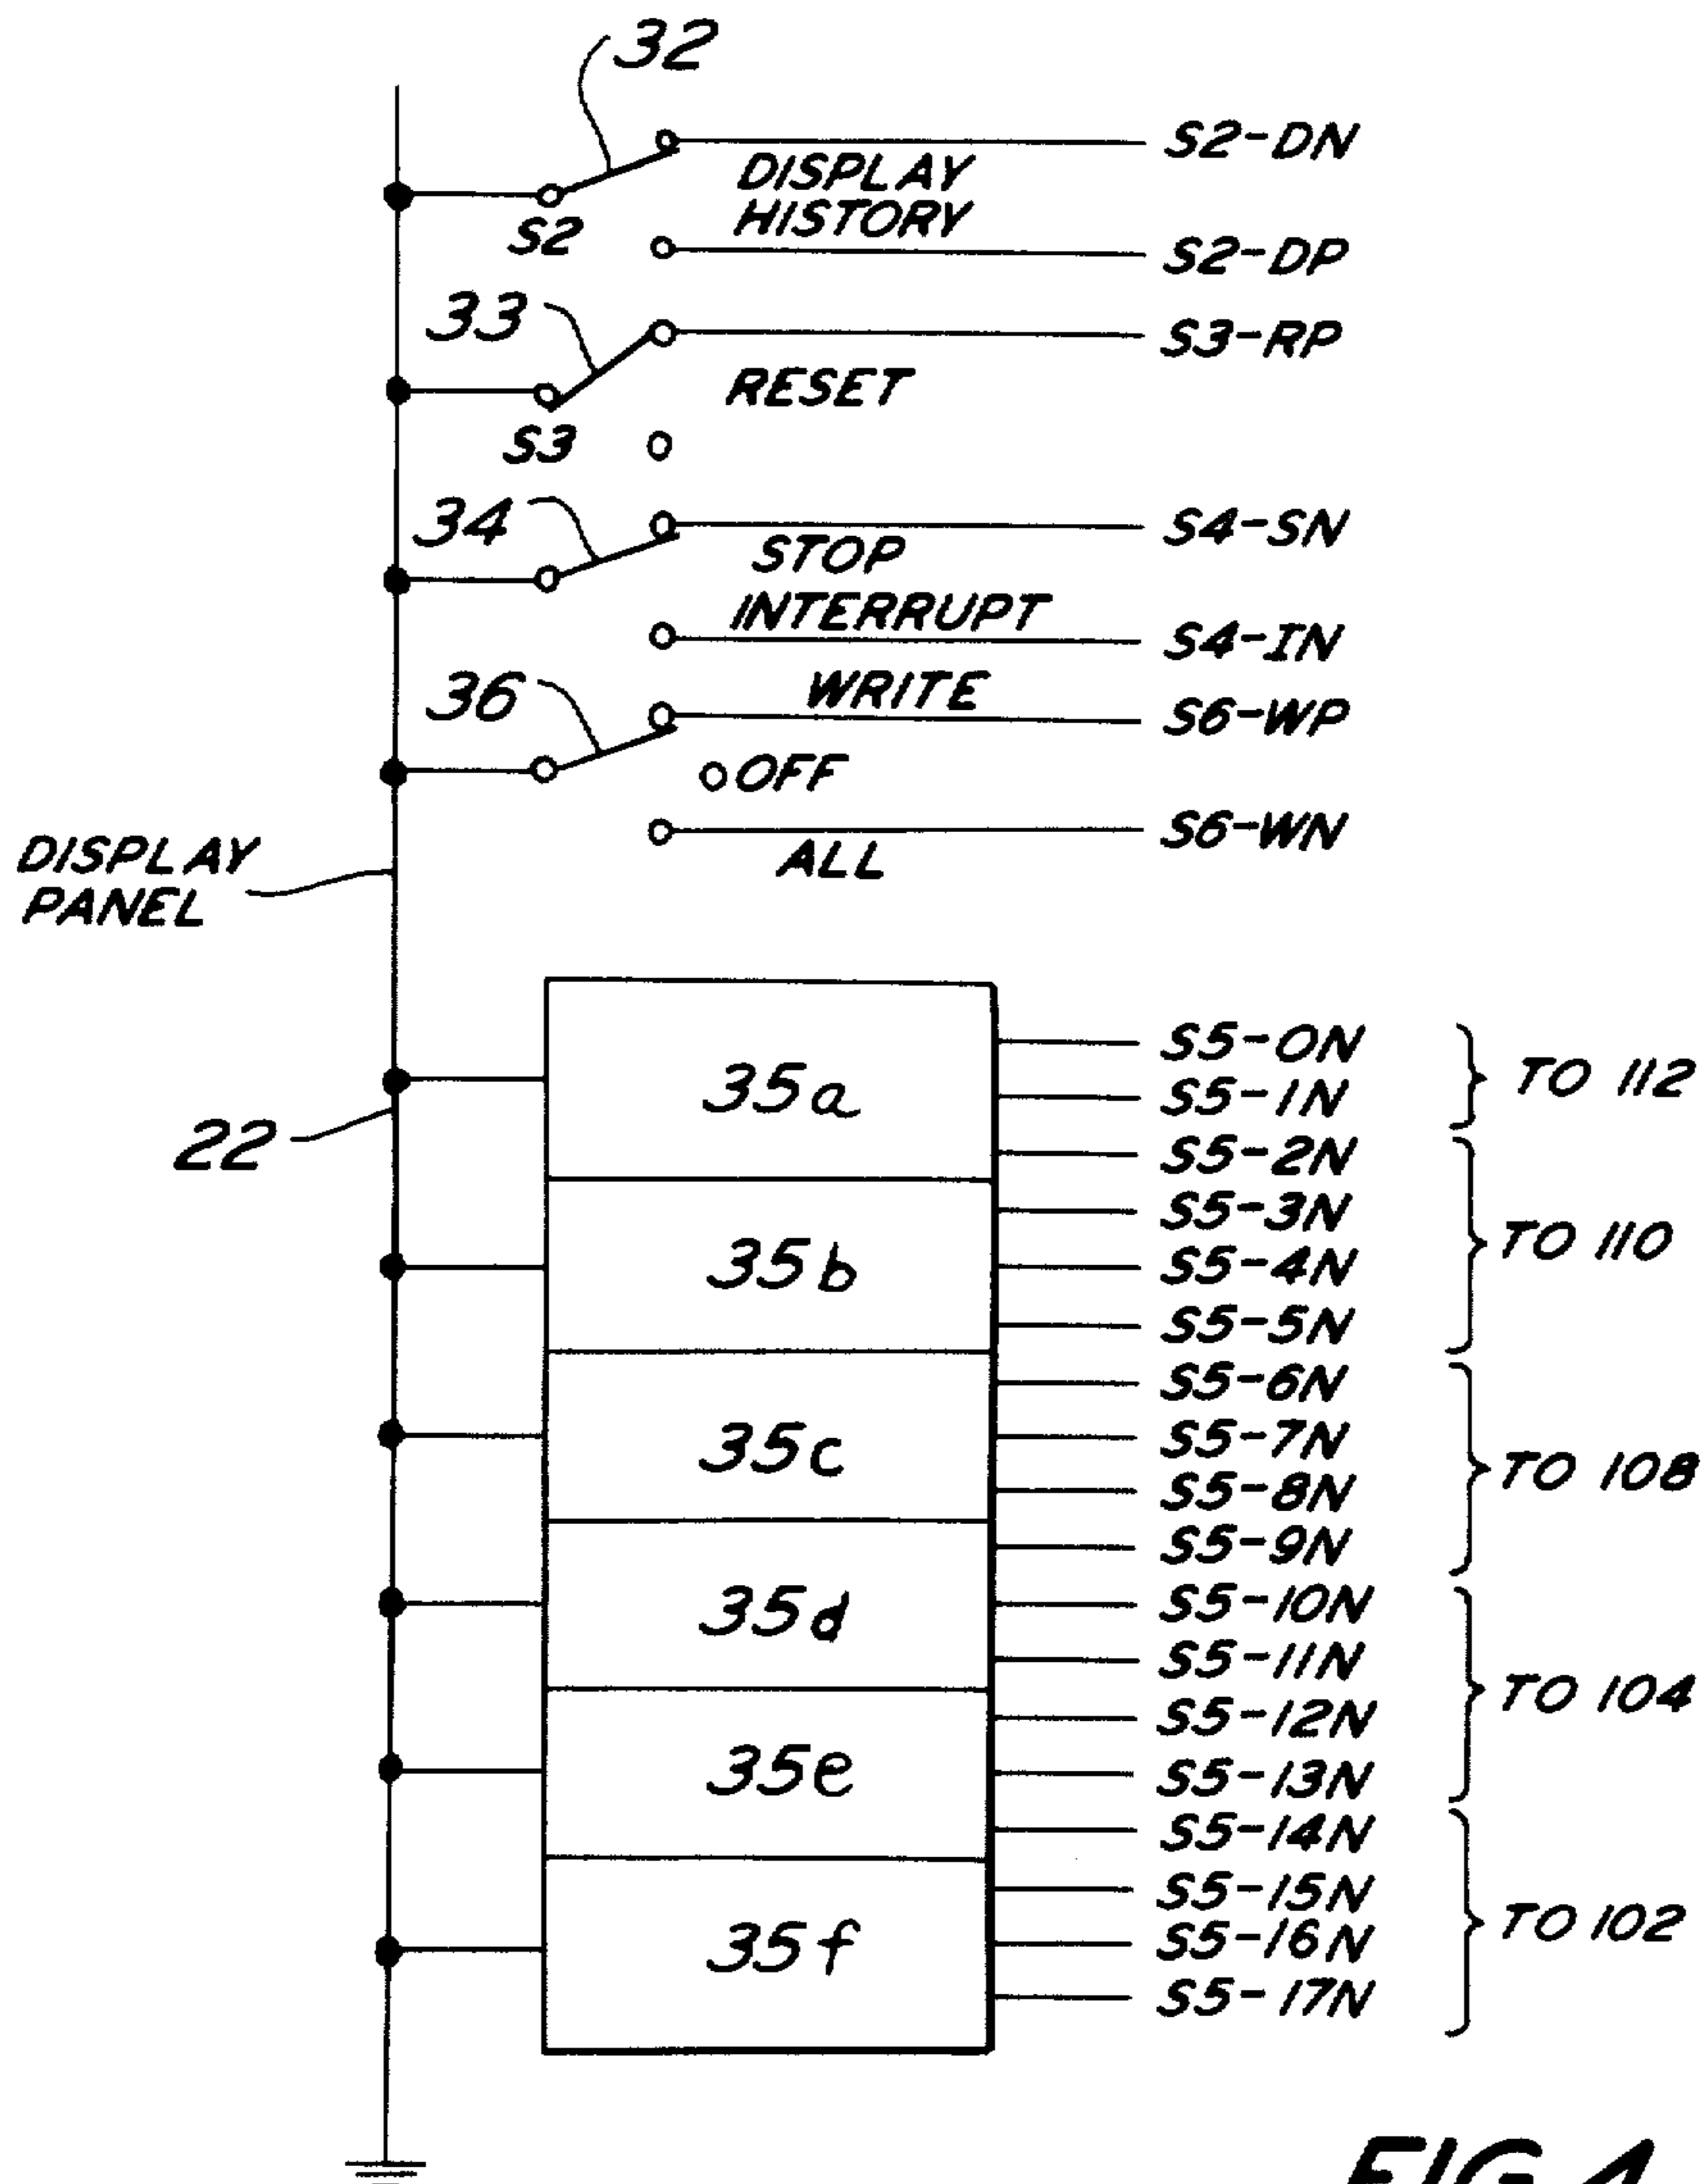 32
S2-DN
DISPLAY
HISTORY
S2
S2-DP
33
S3-RP
RESET
S3
34
S4-SN
STOP
INTERRUPT
S4-IN
36
WRITE
S6-WP
OFF
S6-WN
ALL
DISPLAY
PANEL
35a
S5-0N
S5-1N
TO 112
22
S5-2N
35b
S5-3N
S5-4N
S5-5N
TO 110
35c
S5-6N
S5-7N
S5-8N
S5-9N
TO 108
35d
S5-10N
S5-11N
S5-12N
S5-13N
TO 104
35e
S5-14N
35f
S5-15N
S5-16N
S5-17N
TO 102
FIG. 4